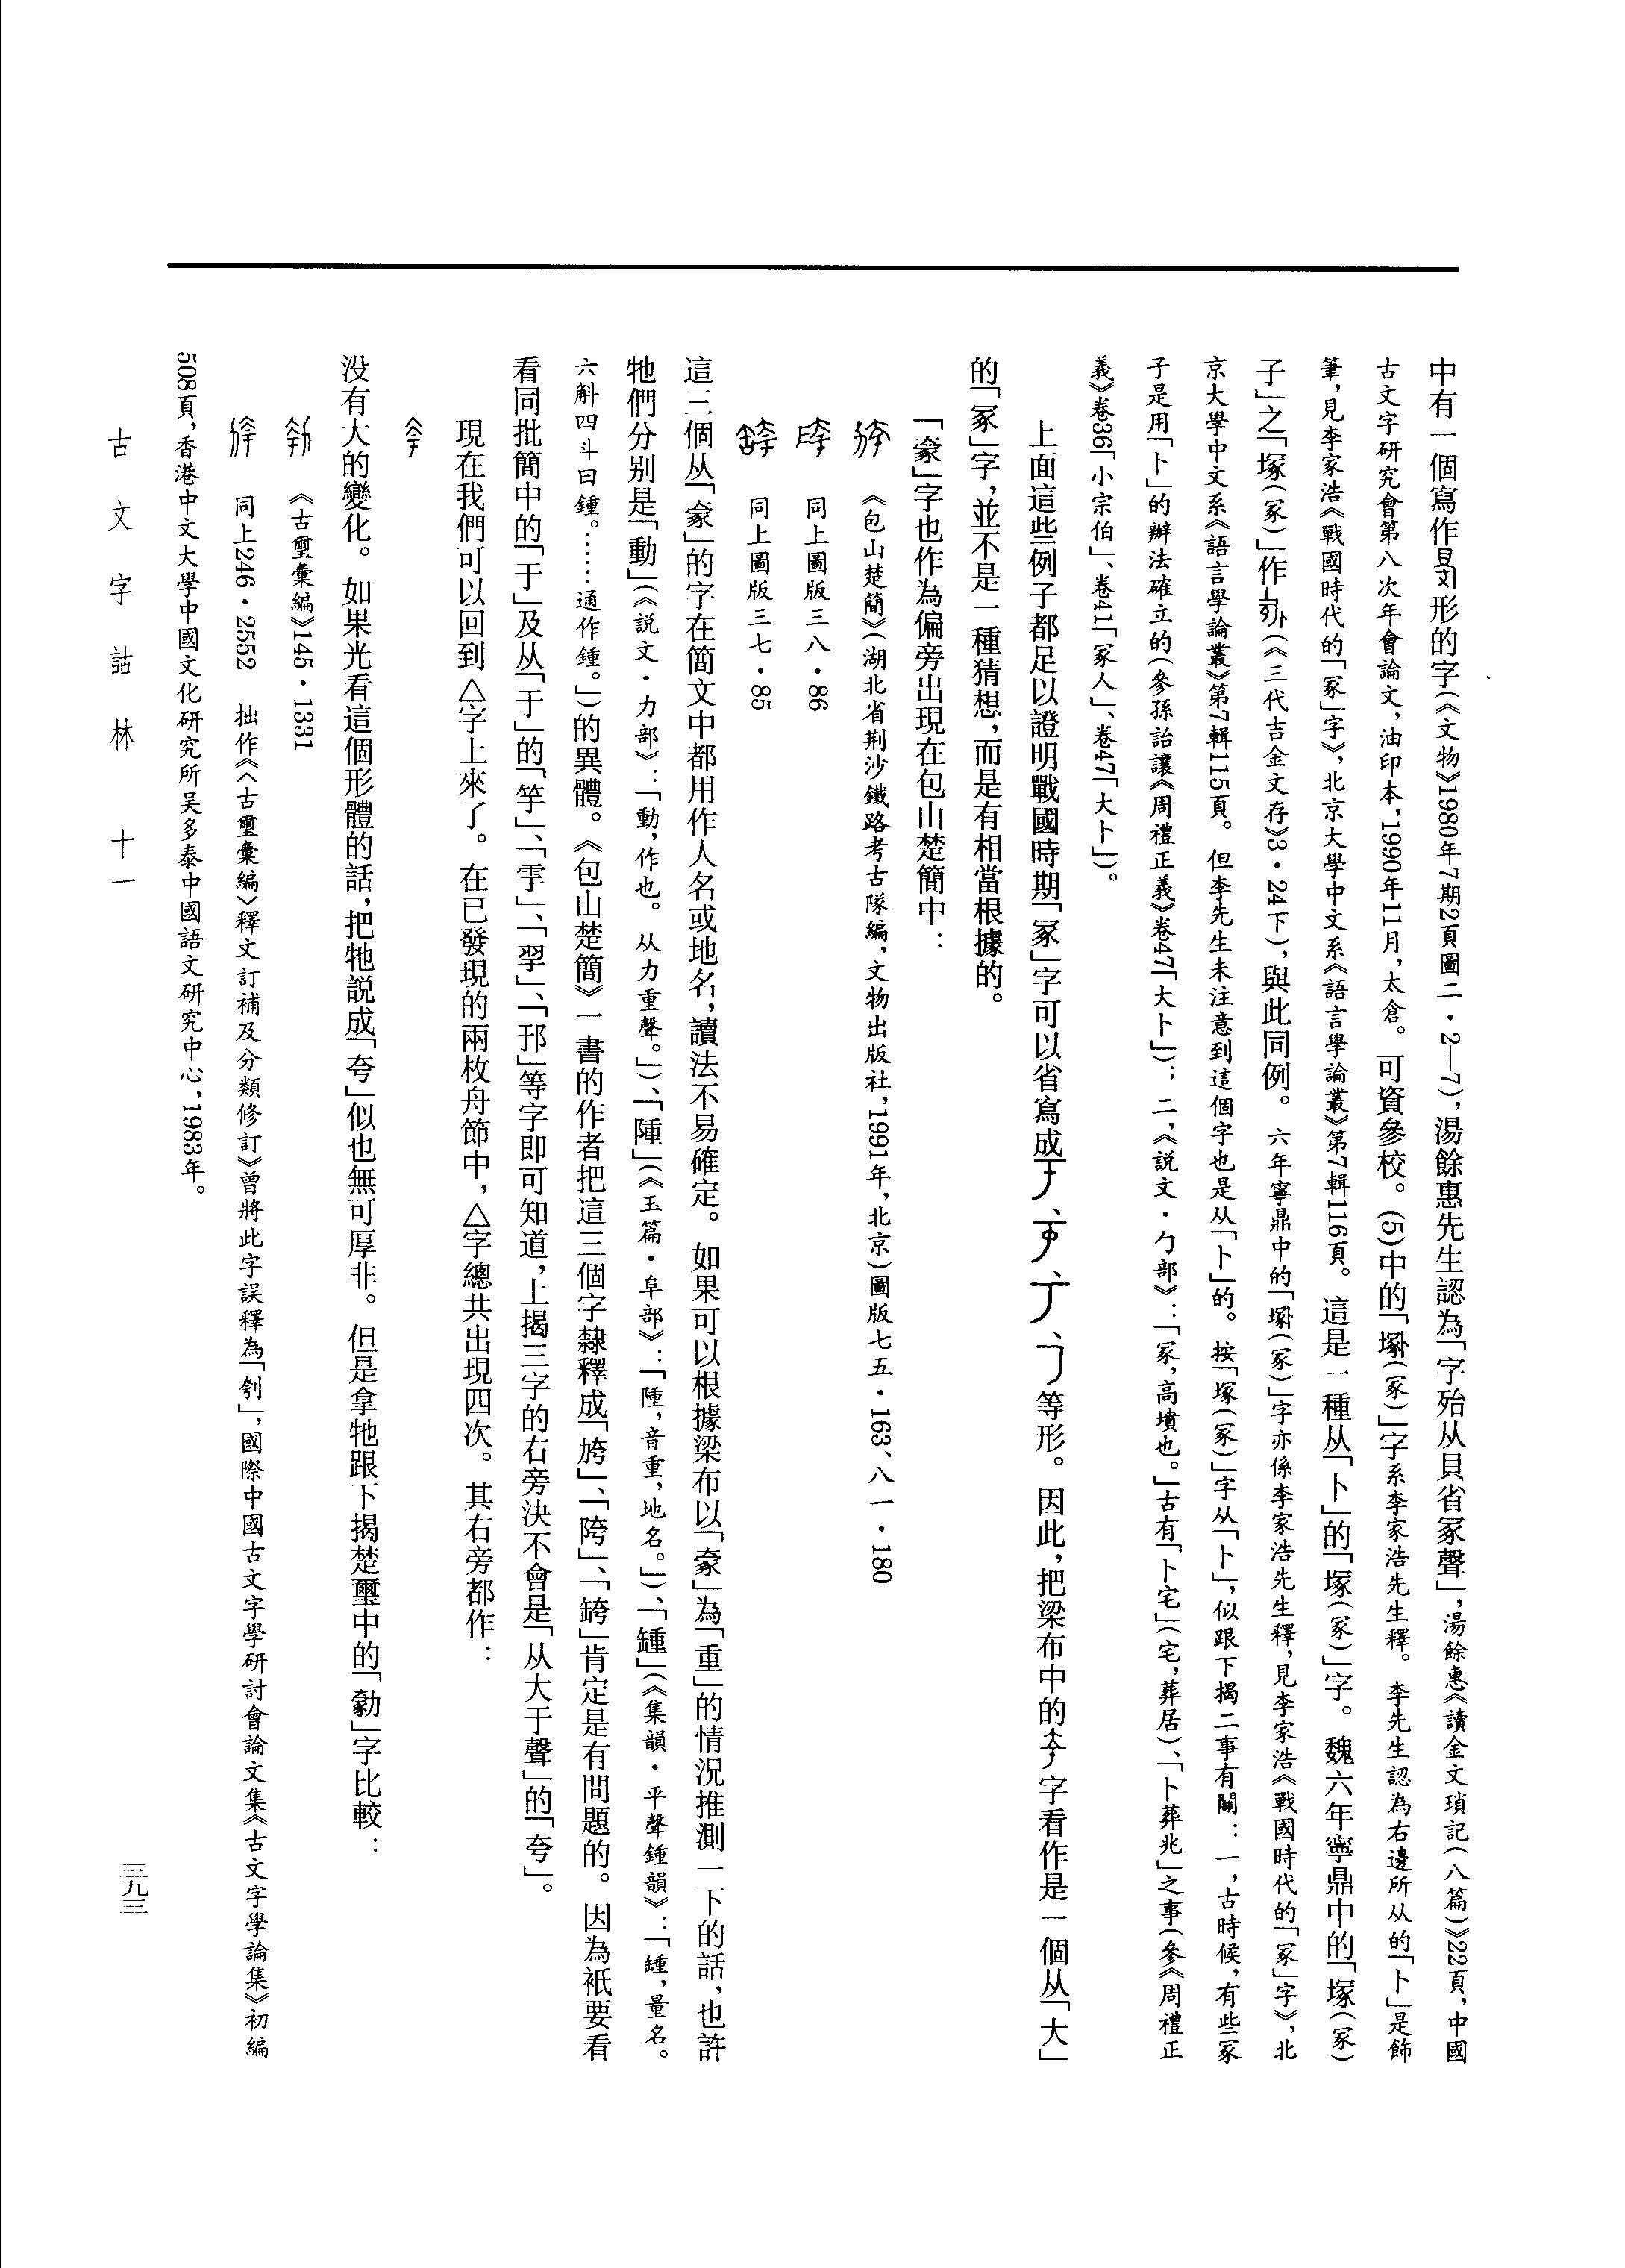 中有一個寫作形的字(《文物》1980年7期2頁圖二·2—7),湯餘惠先生認為「字殆从貝省冢聲」,湯餘惠《讀金文瑣記(八篇)》22頁,中國
古文字研究會第八次年會論文,油印本,1990年11月,太倉。可資參校。(5)中的「(冢)」字系李家浩先生釋。李先生認為右邊所从的「卜」是飾
筆,見李家浩《戰國時代的「冢」字》,北京大學中文系《語言學論叢》第7輯116頁。這是一種从「卜」的「塚(冢)」字。魏六年寧鼎中的「塚(冢)
子」之「塚(冢)」作(《三代吉金文存》3·24下),與此同例。六年寧鼎中的「(冢)」字亦係李家浩先生釋,見李家浩《戰國時代的「冢」字》,北
京大學中文系《語言學論叢》第7輯115頁。但李先生未注意到這個字也是从「卜」的。按「塚(冢)」字从「卜」,似跟下揭二事有關:一,古時候,有些冢
子是用「卜」的辦法確立的(參孫詒讓《周禮正義》卷47「大卜」);二,《説文·勹部》:「冢,高墳也。」古有「卜宅」(宅,葬居)、「卜葬兆」之事(參《周禮正
義》卷36「小宗伯」、卷41「冢人」、卷47「大卜」)。
上面這些例子都足以證明戰國時期「冢」字可以省寫成、、、等形。因此,把梁布中的字看作是一個从「大」
的「冢」字,並不是一種猜想,而是有相當根據的。
「」字也作為偏旁出現在包山楚簡中:
《包山楚簡》(湖北省荆沙鐵路考古隊編,文物出版社,1991年,北京)圖版七五·163、八一·180
同上圖版三八·86
同上圖版三七·85
這三個从「」的字在簡文中都用作人名或地名,讀法不易確定。如果可以根據梁布以「」為「重」的情況推測一下的話,也許
牠們分别是「動」(《説文·力部》:「動,作也。从力重聲。」)、「隀」(《玉篇·阜部》:「隀,音重,地名。」)、「䱰」(《集韻·平聲鍾韻》:「,量名。
六斛四斗曰鍾。……通作鍾。」)的異體。《包山楚簡》一書的作者把這三個字隸釋成「㛻」、「陓」、「」肯定是有問題的。因為衹要看
看同批簡中的「于」及从「于」的「竽」、「雩」、「」、「邘」等字即可知道,上揭三字的右旁決不會是「从大于聲」的「夸」。
現在我們可以回到△字上來了。在已發現的兩枚舟節中,△字總共出現四次。其右旁都作:
没有大的變化。如果光看這個形體的話,把牠説成「夸」似也無可厚非。但是拿牠跟下揭楚璽中的「」字比較:
《古璽彙編》145·1331
同上246·2552 拙作《〈古璽彙編〉釋文訂補及分類修訂》曾將此字誤釋為「刳」,國際中國古文字學研討會論文集《古文字學論集》初編
508頁,香港中文大學中國文化研究所吴多泰中國語文研究中心,1983年。
古文字詁林 十一
三九三